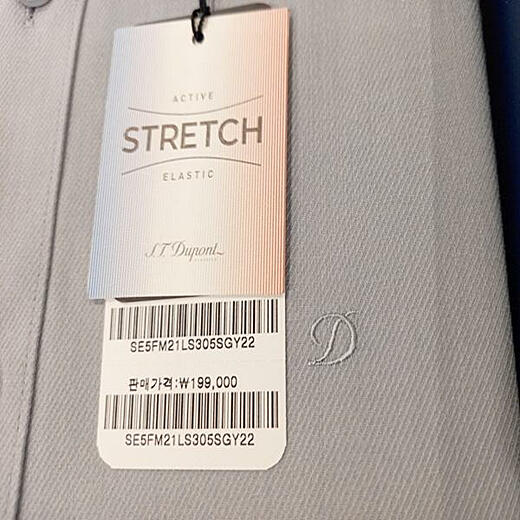 ACTIVE
STRETCH
ELASTIC
S.T. Dupont
SE5FM21LS305SGY22
판매가격:₩199,000
SE5FM21LS305SGY22
D